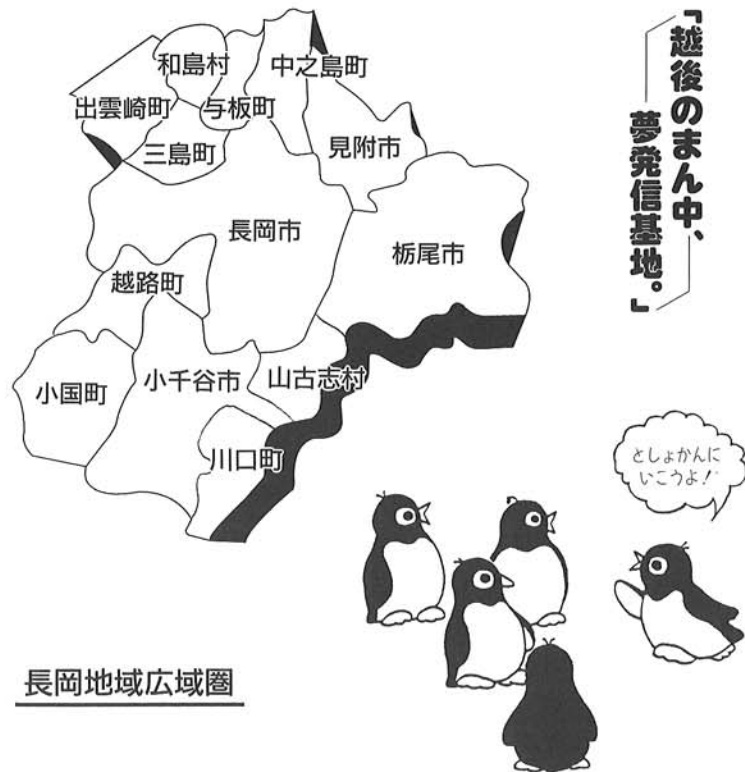 「越後のまん中、
夢発信基地。」
和島村
中之島町
出雲崎町
与板町
三島町
見附市
長岡市
栃尾市
越路町
小国町
小千谷市
山古志村
川口町
としょかんに
いこうよ！
長岡地域広域圏